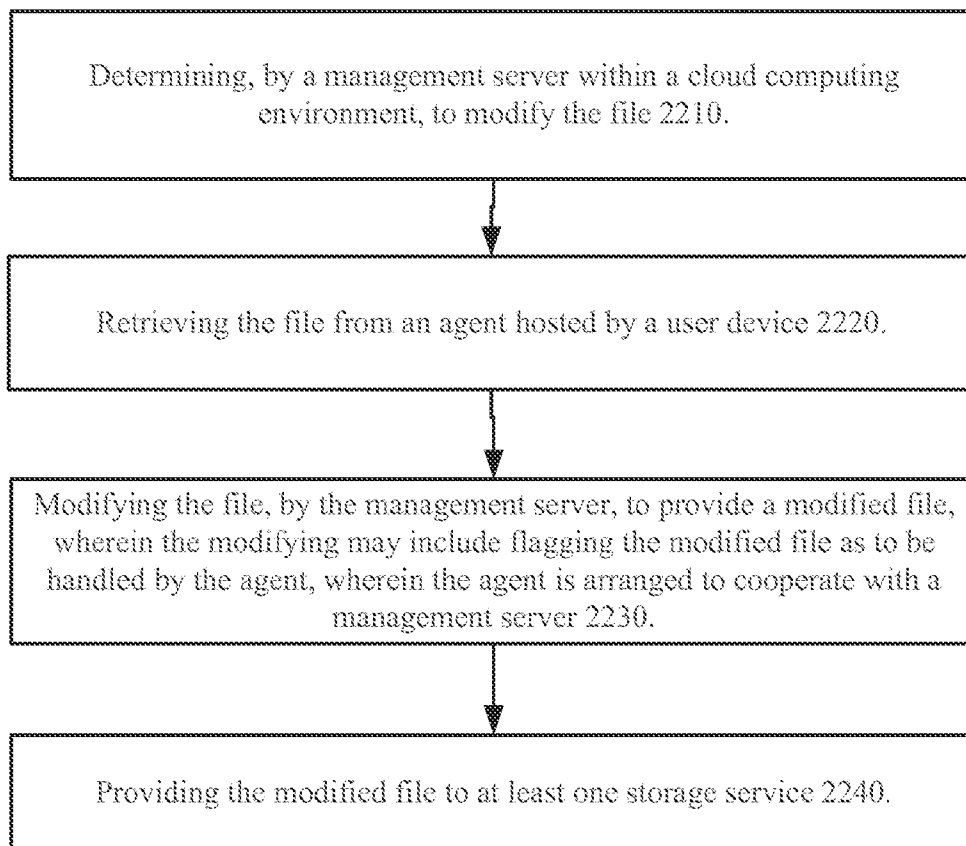 Determining, by a management server within a cloud computing
environment, to modify the file 2210.
Retrieving the file from an agent hosted by a user device 2220.
Modifying the file, by the management server, to provide a modified file,
wherein the modifying may include flagging the modified file as to be
handled by the agent, wherein the agent is arranged to cooperate with a
management server 2230.
Providing the modified file to at least one storage service 2240.